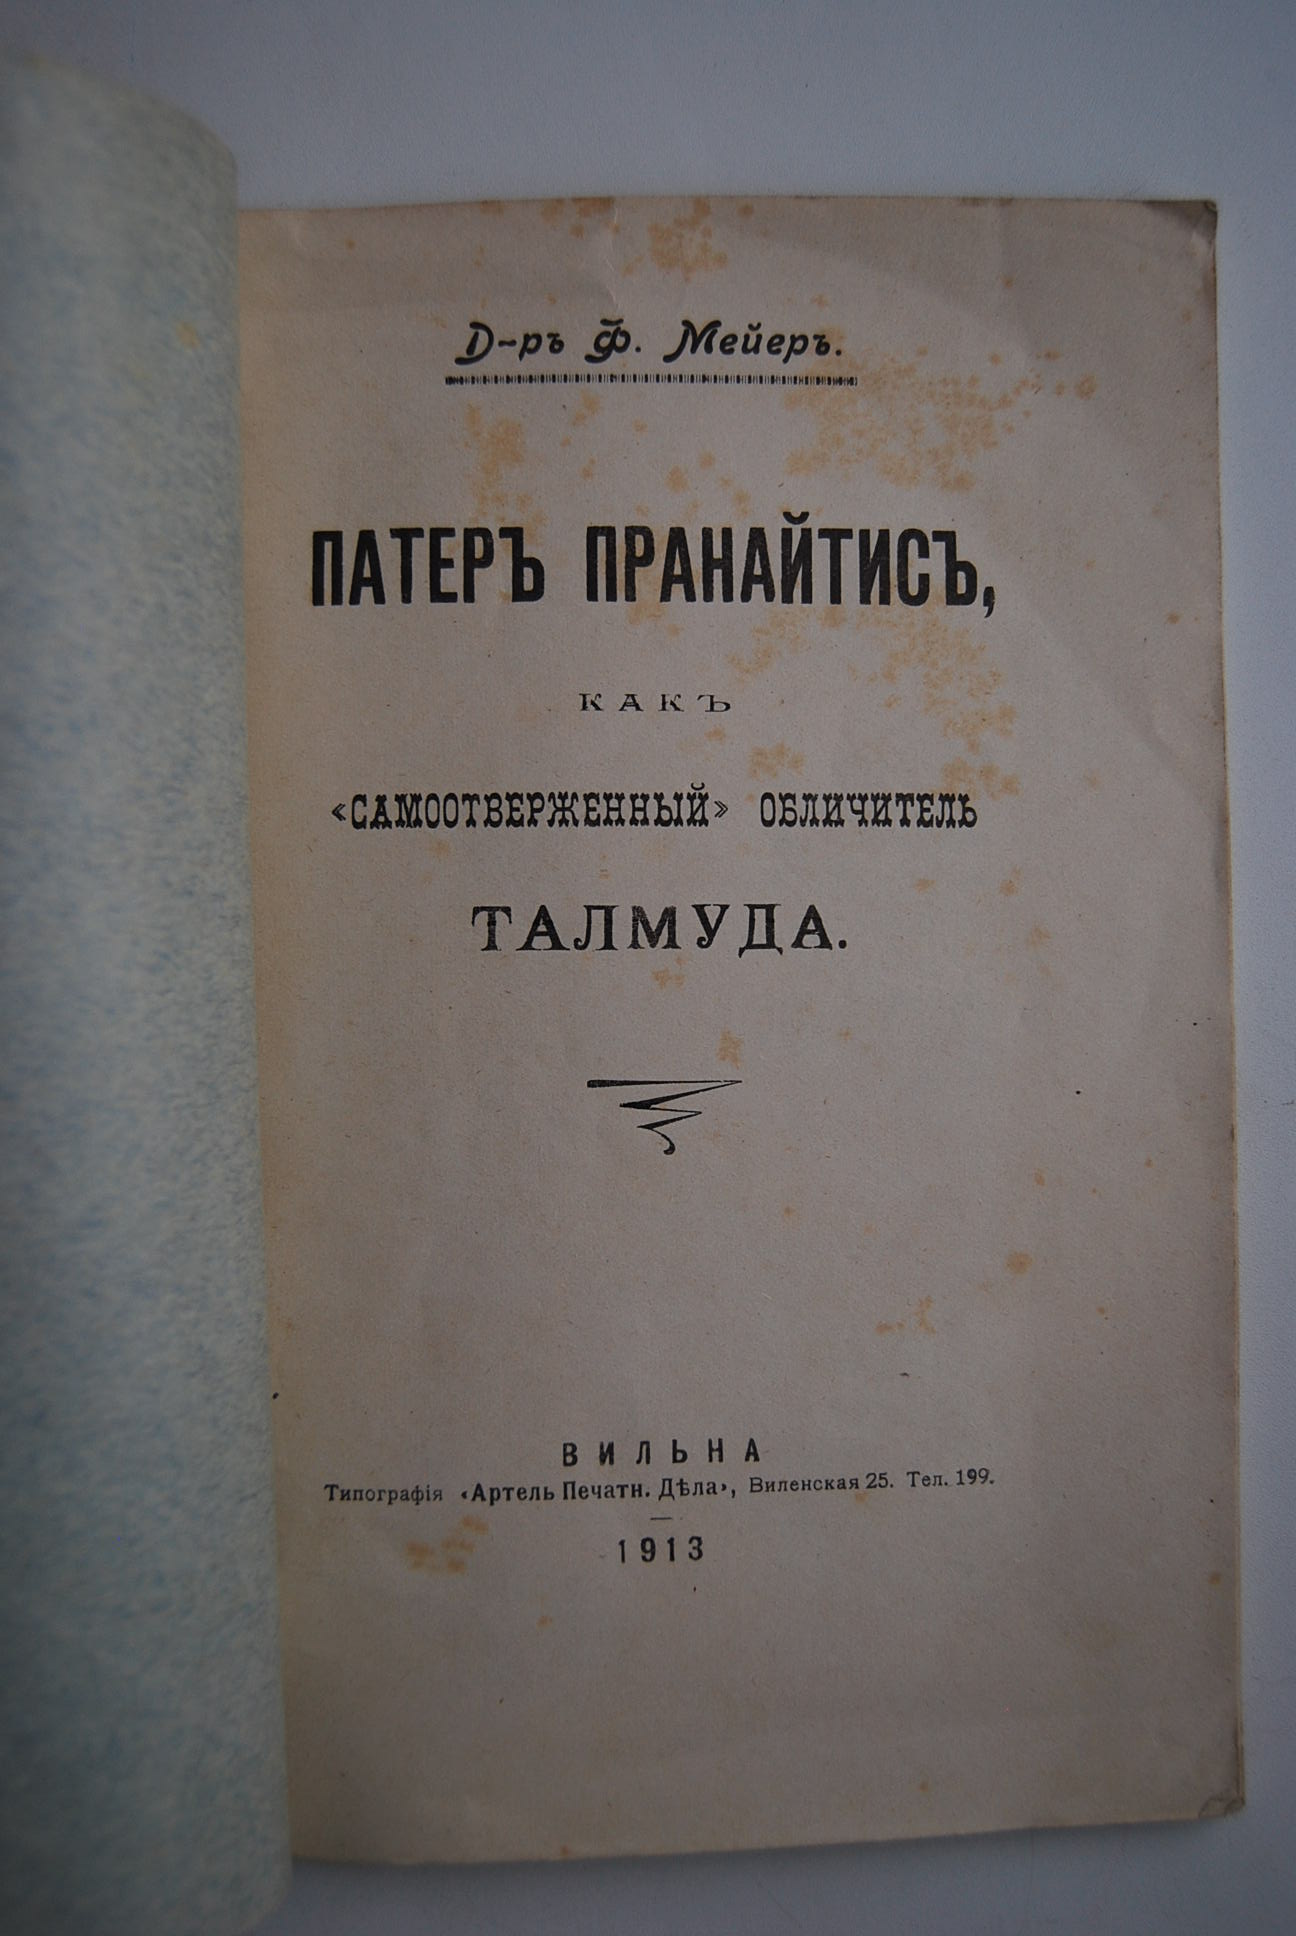 Д-ръ Ф. Мейеръ.
ПАТЕРЪ ПРАНАЙТИСЪ,
КАКЪ
«САМООТВЕРЖЕННЫЙ» ОБЛИЧИТЕЛЬ
ТАЛМУДА.
ВИЛЬНА
Типографія «Артель Печатн. Дѣла», Виленская 25. Тел. 199.
1913